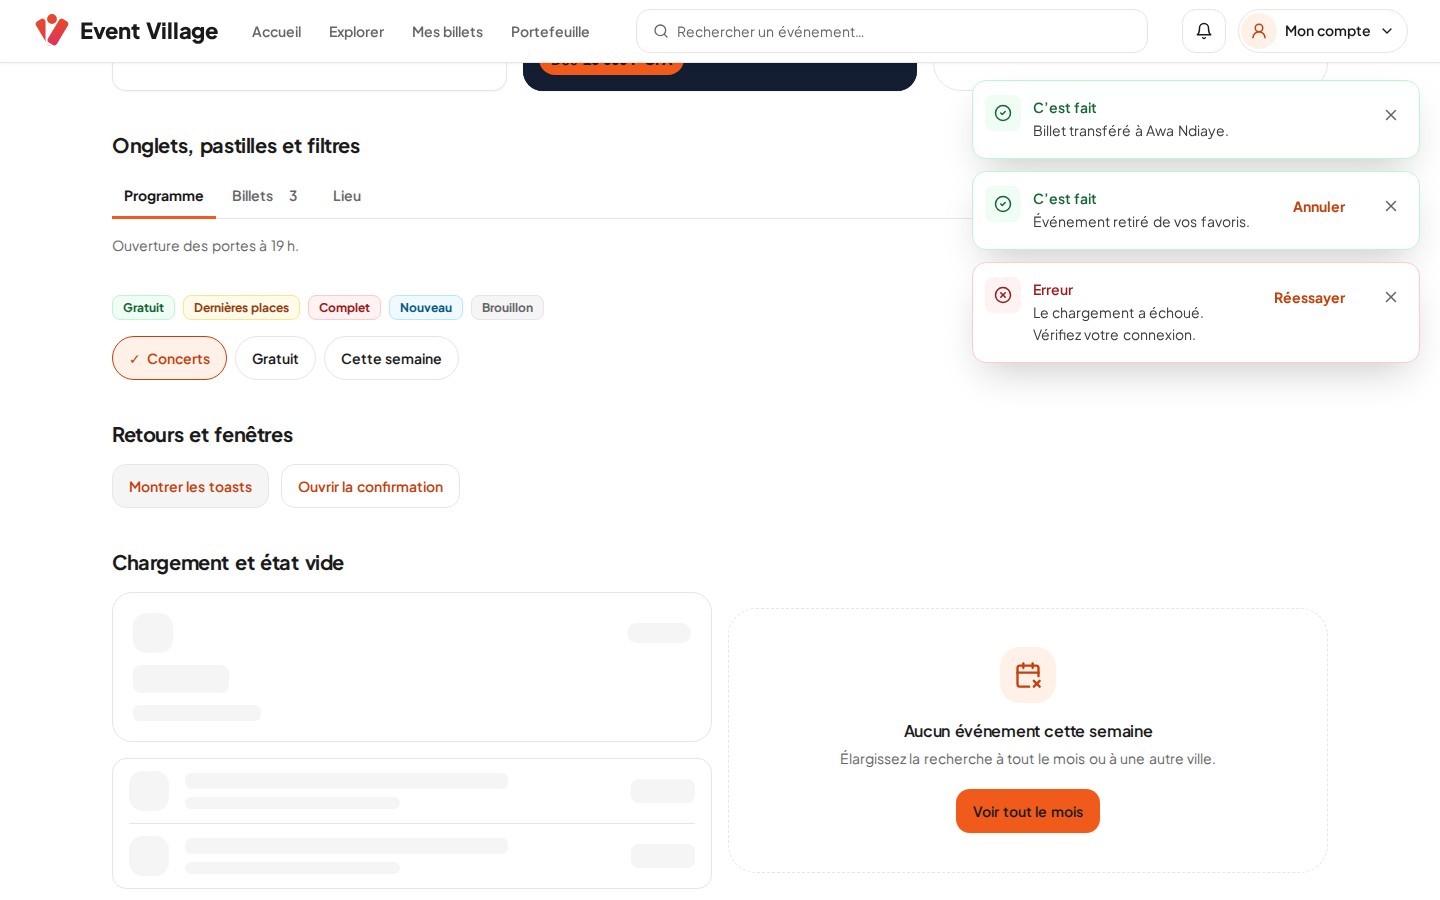 Event Village
Accueil
Explorer
Mes billets
Portefeuille
Rechercher un événement…
Mon compte
C’est fait
Billet transféré à Awa Ndiaye.
Onglets, pastilles et filtres
Programme
Billets 3
Lieu
C’est fait
Événement retiré de vos favoris.
Annuler
Ouverture des portes à 19 h.
Erreur
Le chargement a échoué.
Vérifiez votre connexion.
Réessayer
Gratuit
Dernières places
Complet
Nouveau
Brouillon
✓ Concerts
Gratuit
Cette semaine
Retours et fenêtres
Montrer les toasts
Ouvrir la confirmation
Chargement et état vide
Aucun événement cette semaine
Élargissez la recherche à tout le mois ou à une autre ville.
Voir tout le mois